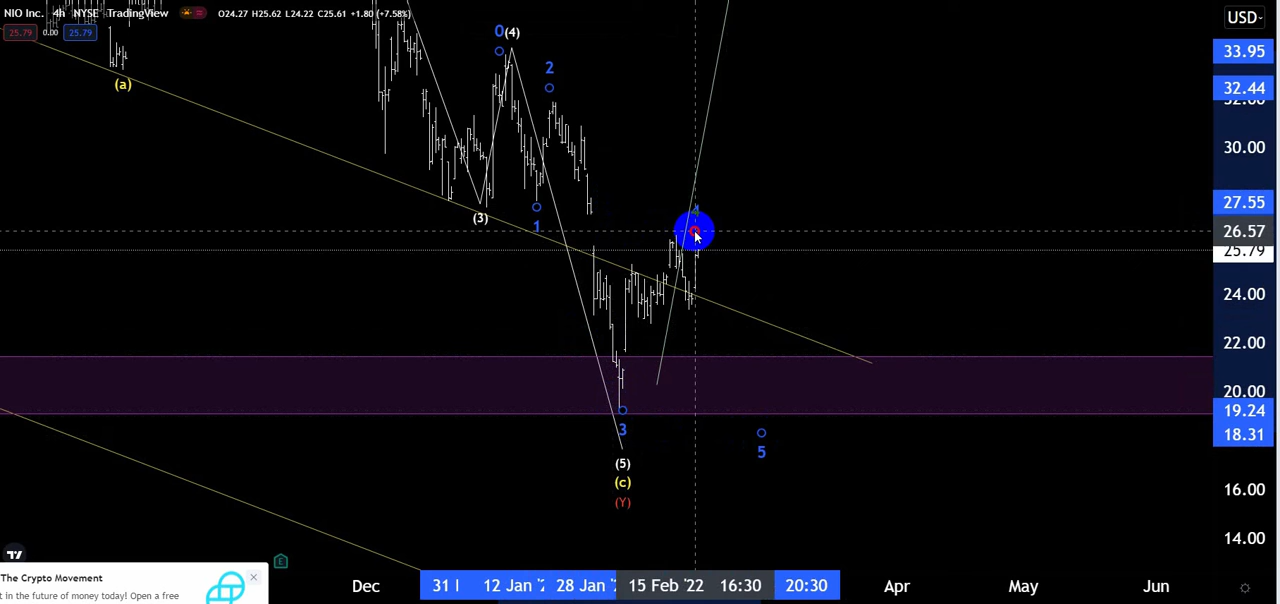 NIO Inc. 4h NYSE TradingView O24.27 H25.62 L24.22 C25.61 +1.80 (+7.58%)
USD
25.79 0.00 25.79
0 (4)
33.95
2
32.44
(a)
30.00
27.55
(3)
1
4
26.57
25.79
24.00
22.00
20.00
19.24
3
18.31
5
(5)
(c)
16.00
(Y)
14.00
The Crypto Movement
t in the future of money today! Open a free
E
Dec 31 12 Jan '2 28 Jan ' 15 Feb '22 16:30 20:30 Apr May Jun